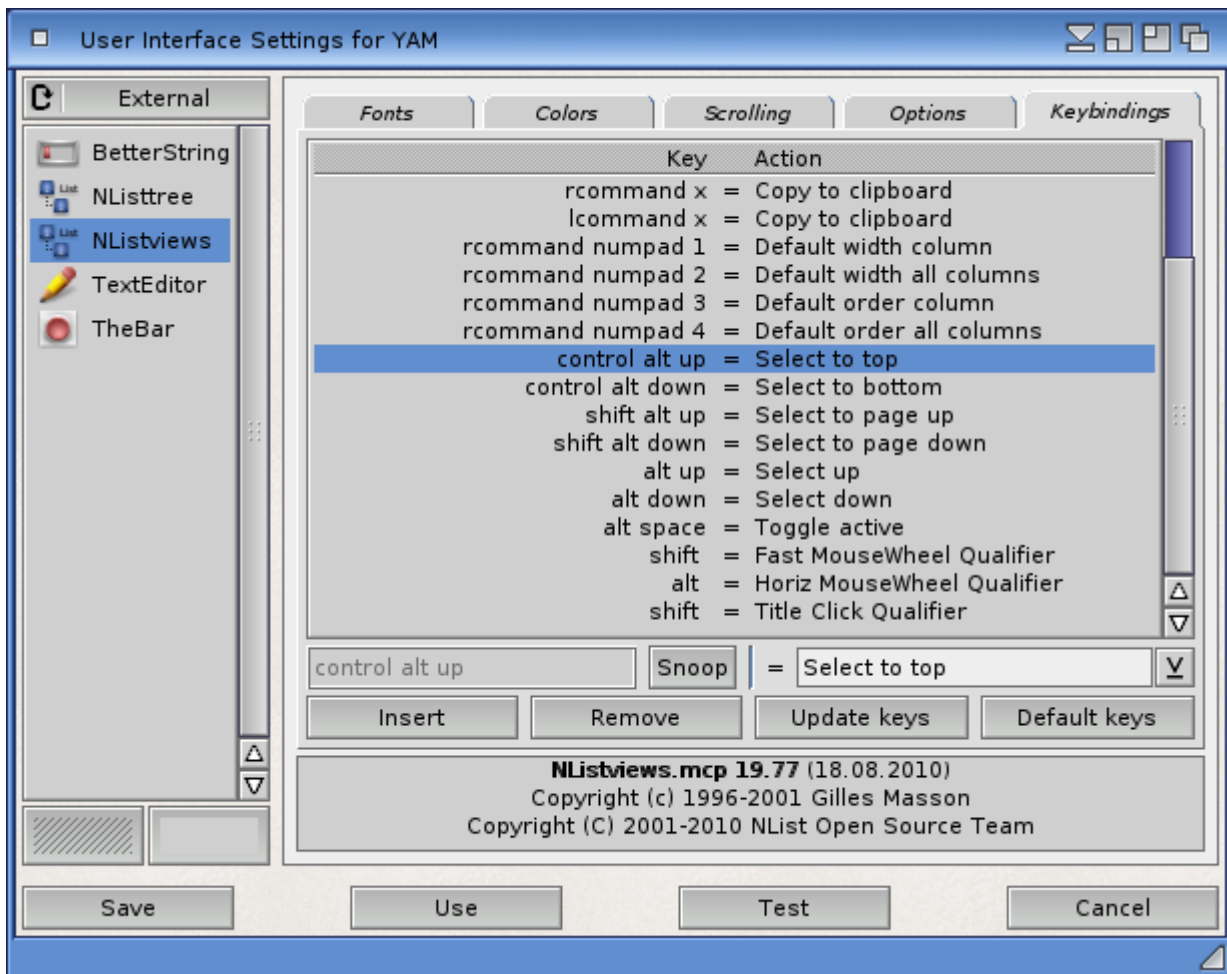 User Interface Settings for YAM
External
BetterString
NListtree
NListviews
TextEditor
TheBar
Fonts Colors Scrolling Options Keybindings
Key Action
rcommand x = Copy to clipboard
lcommand x = Copy to clipboard
rcommand numpad 1 = Default width column
rcommand numpad 2 = Default width all columns
rcommand numpad 3 = Default order column
rcommand numpad 4 = Default order all columns
control alt up = Select to top
control alt down = Select to bottom
shift alt up = Select to page up
shift alt down = Select to page down
alt up = Select up
alt down = Select down
alt space = Toggle active
shift = Fast MouseWheel Qualifier
alt = Horiz MouseWheel Qualifier
shift = Title Click Qualifier
control alt up Snoop = Select to top
Insert Remove Update keys Default keys
NListviews.mcp 19.77 (18.08.2010)
Copyright (c) 1996-2001 Gilles Masson
Copyright (C) 2001-2010 NList Open Source Team
Save Use Test Cancel